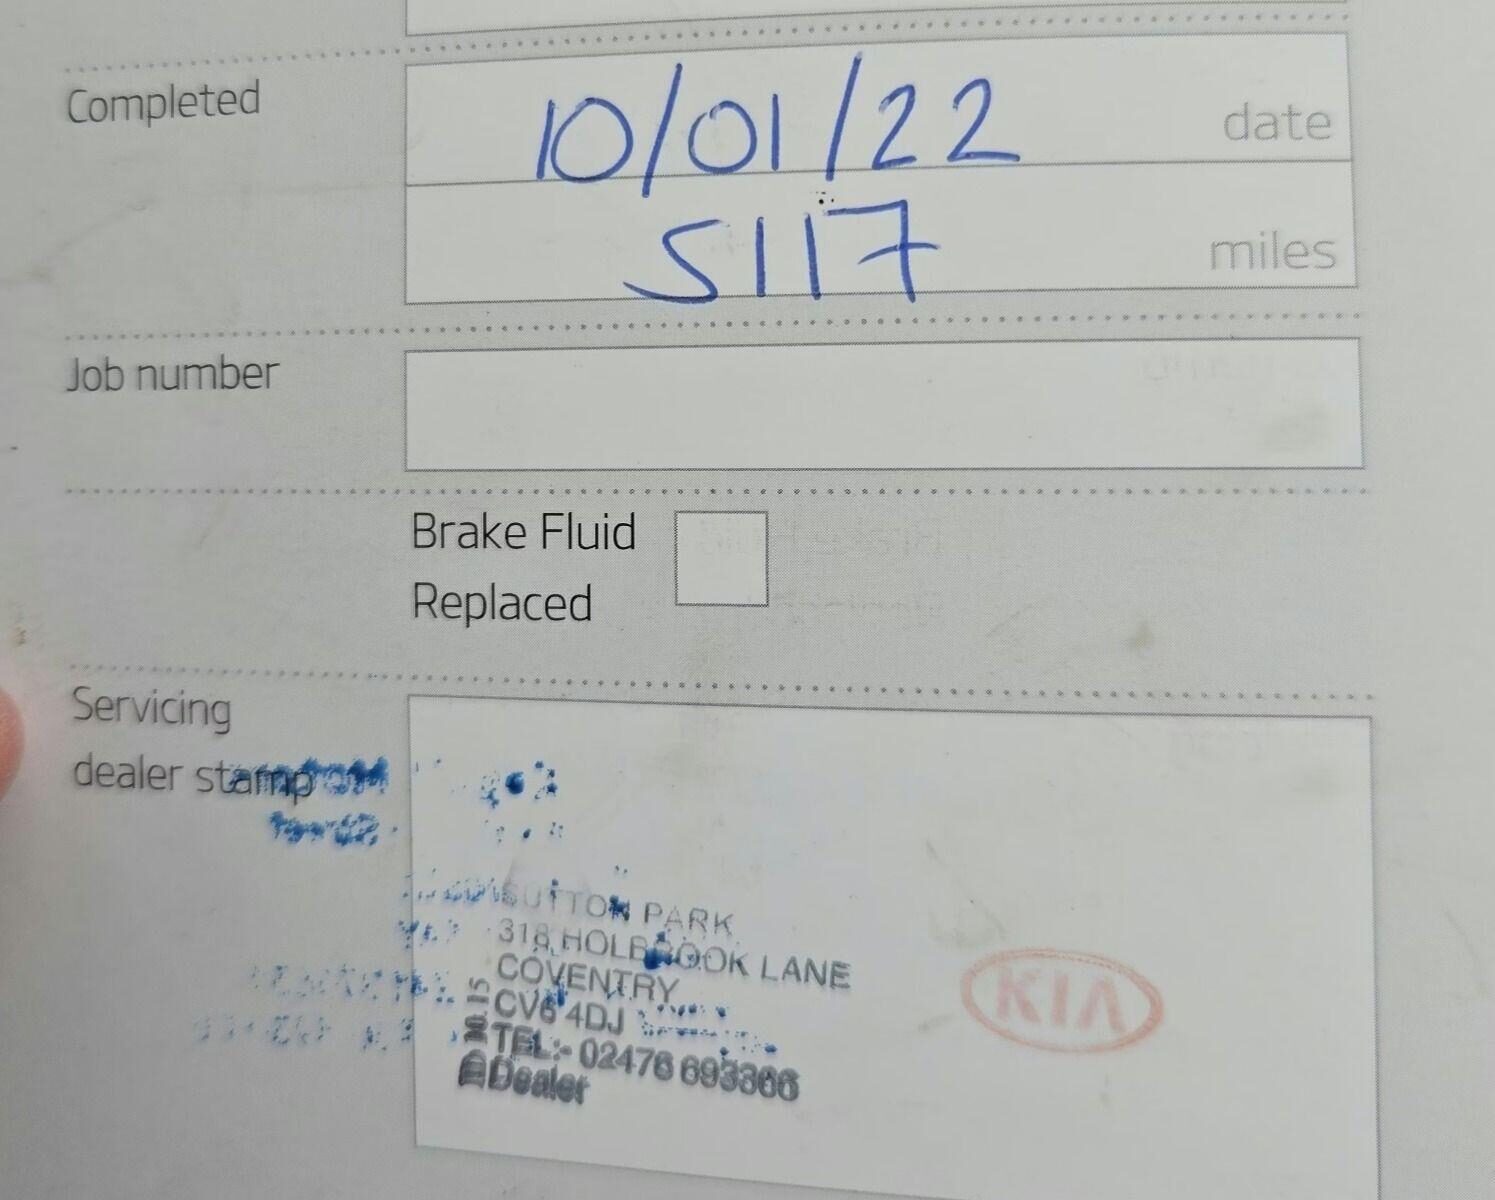 Completed
10/01/22 date
5117 miles
Job number
Brake Fluid
Replaced
Servicing
dealer stamp
SUTTON PARK
318 HOLBROOK LANE
COVENTRY
CV6 4DJ
TEL:- 02476 693366
Dealer
KIA